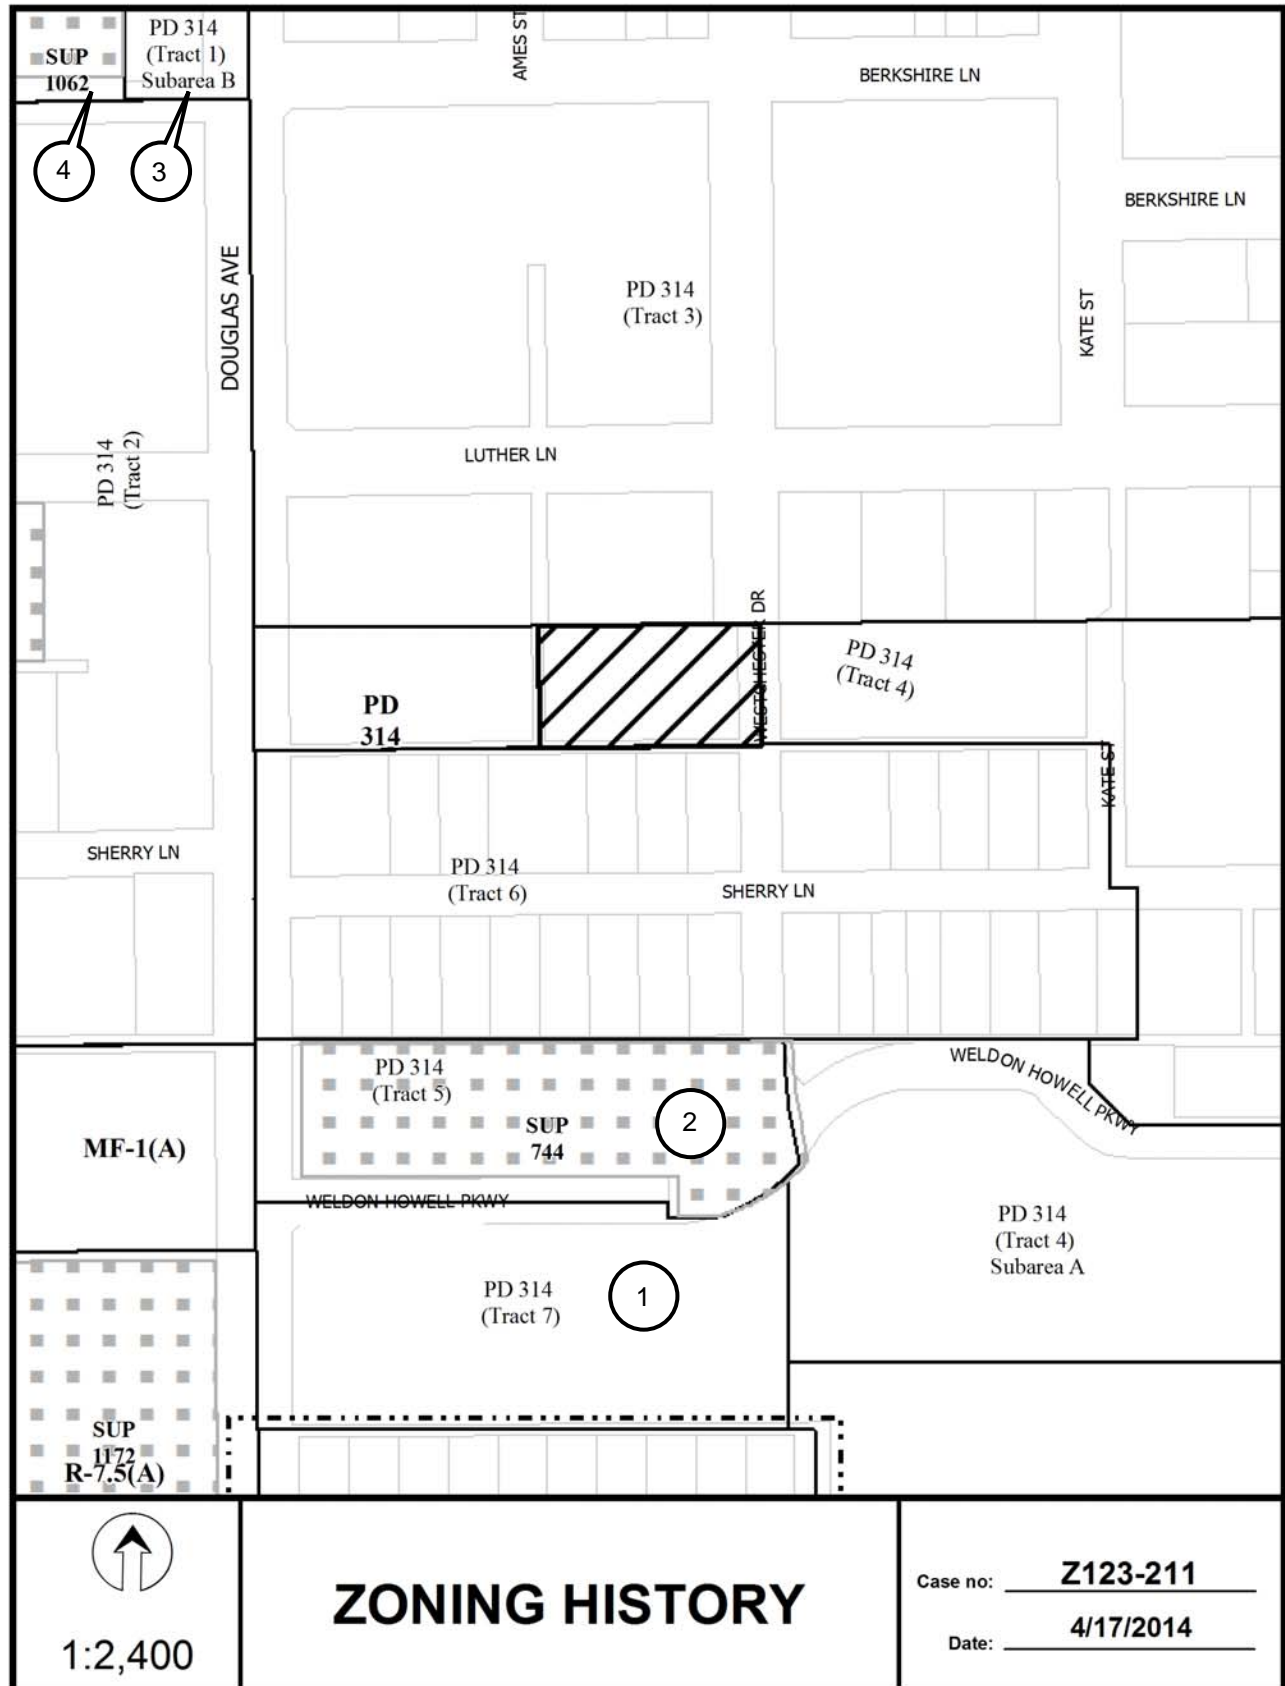 PD 314
(Tract 1)
Subarea B
SUP
1062
4
3
AMES ST
BERKSHIRE LN
BERKSHIRE LN
DOUGLAS AVE
PD 314
(Tract 3)
KATE ST
PD 314
(Tract 2)
LUTHER LN
WESTCHESTER DR
PD 314
(Tract 4)
PD
314
KATE ST
SHERRY LN
PD 314
(Tract 6)
SHERRY LN
PD 314
(Tract 5)
SUP
744
2
WELDON HOWELL PKWY
MF-1(A)
WELDON HOWELL PKWY
PD 314
(Tract 4)
Subarea A
PD 314
(Tract 7)
1
SUP
1172
R-7.5(A)
1:2,400
ZONING HISTORY
Case no: Z123-211
Date: 4/17/2014